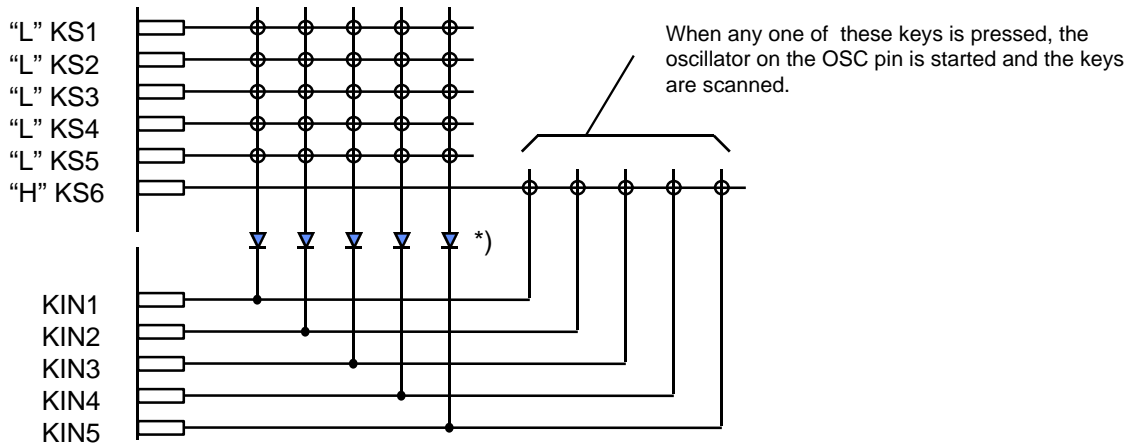 “L” KS1
“L” KS2
“L” KS3
“L” KS4
“L” KS5
“H” KS6
When any one of these keys is pressed, the
oscillator on the OSC pin is started and the keys
are scanned.
*)
KIN1
KIN2
KIN3
KIN4
KIN5